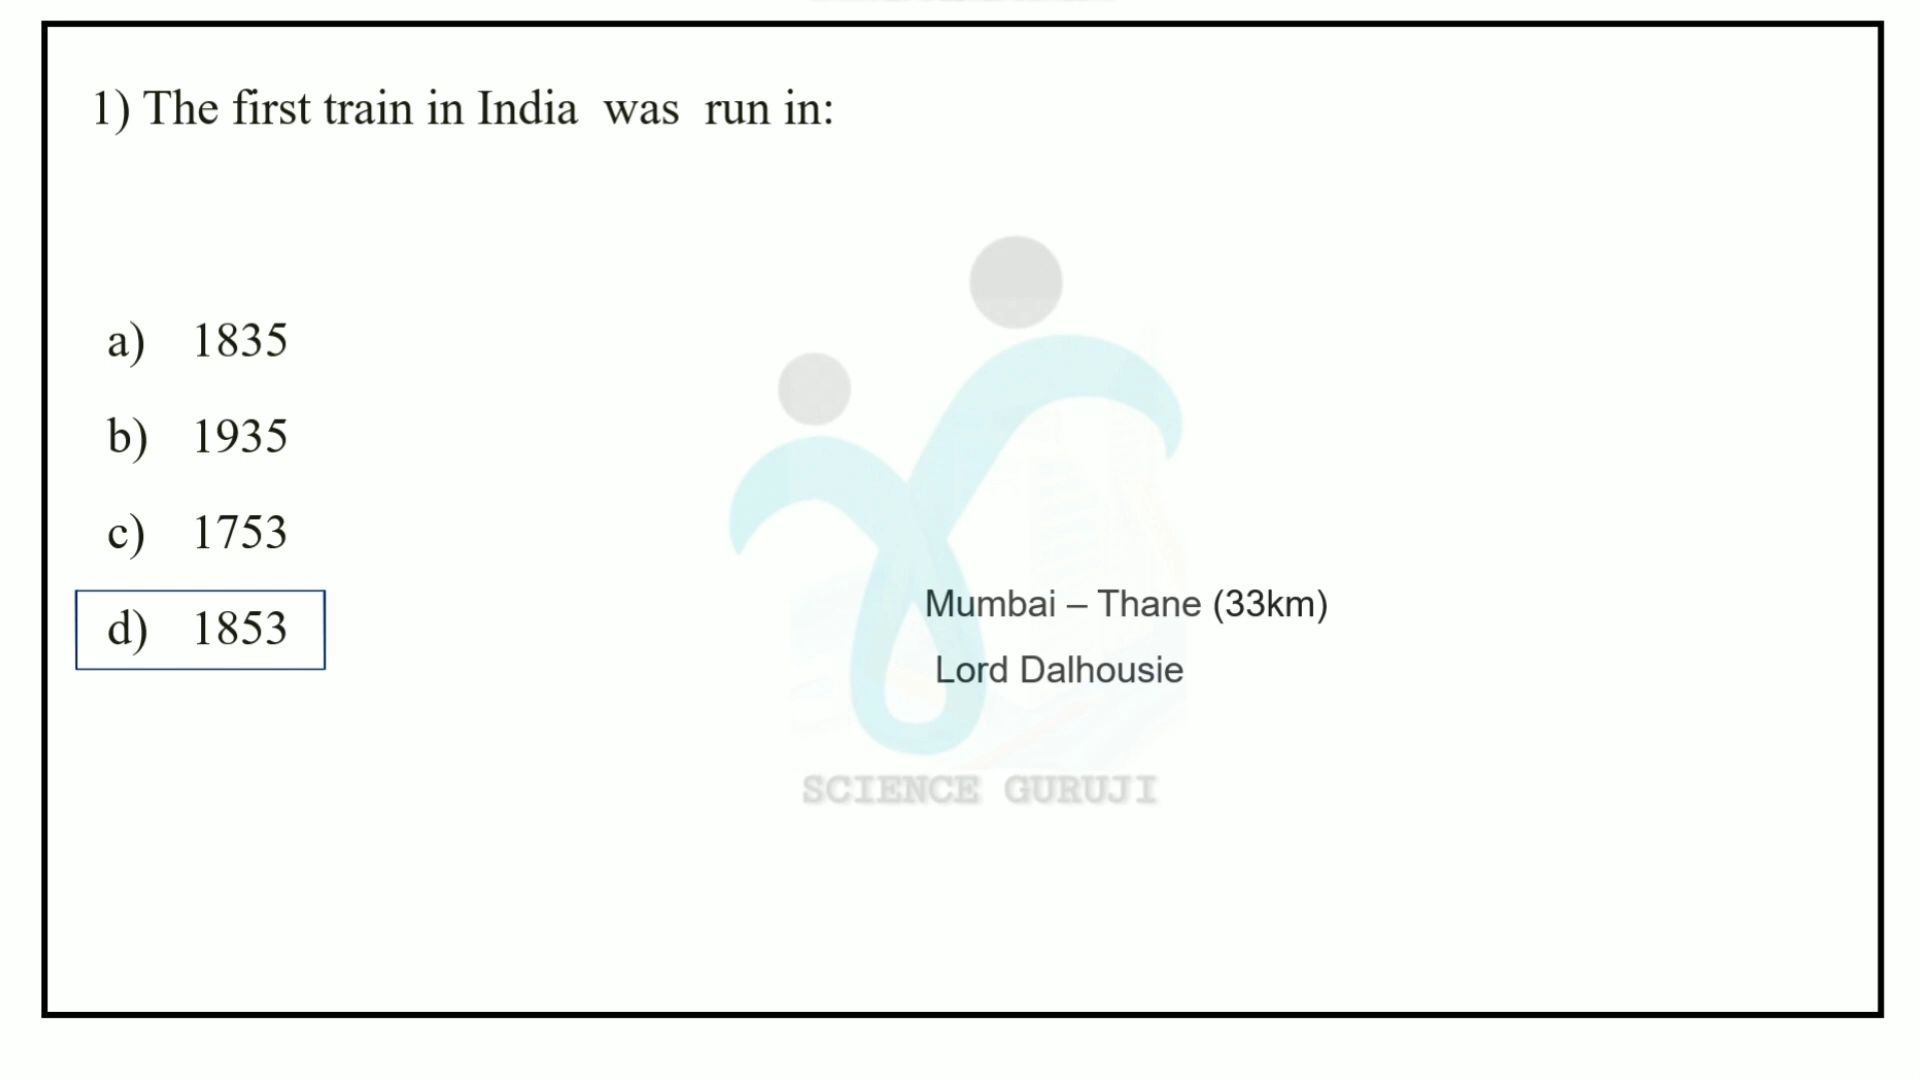 1) The first train in India was run in:
a) 1835
b) 1935
c) 1753
d) 1853
Mumbai – Thane (33km)
Lord Dalhousie
SCIENCE GURUJI